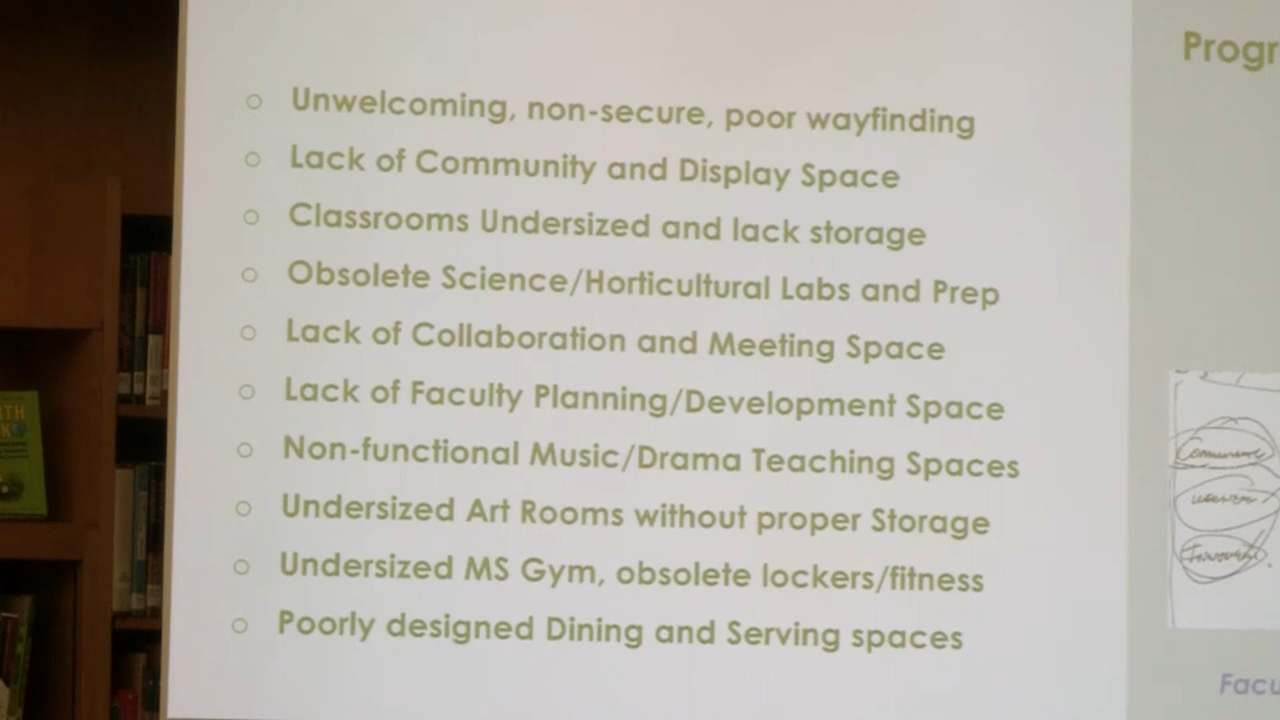 Unwelcoming, non-secure, poor wayfinding
Lack of Community and Display Space
Classrooms Undersized and lack storage
Obsolete Science/Horticultural Labs and Prep
Lack of Collaboration and Meeting Space
Lack of Faculty Planning/Development Space
Non-functional Music/Drama Teaching Spaces
Undersized Art Rooms without proper Storage
Undersized MS Gym, obsolete lockers/fitness
Poorly designed Dining and Serving spaces
Progr
Facu